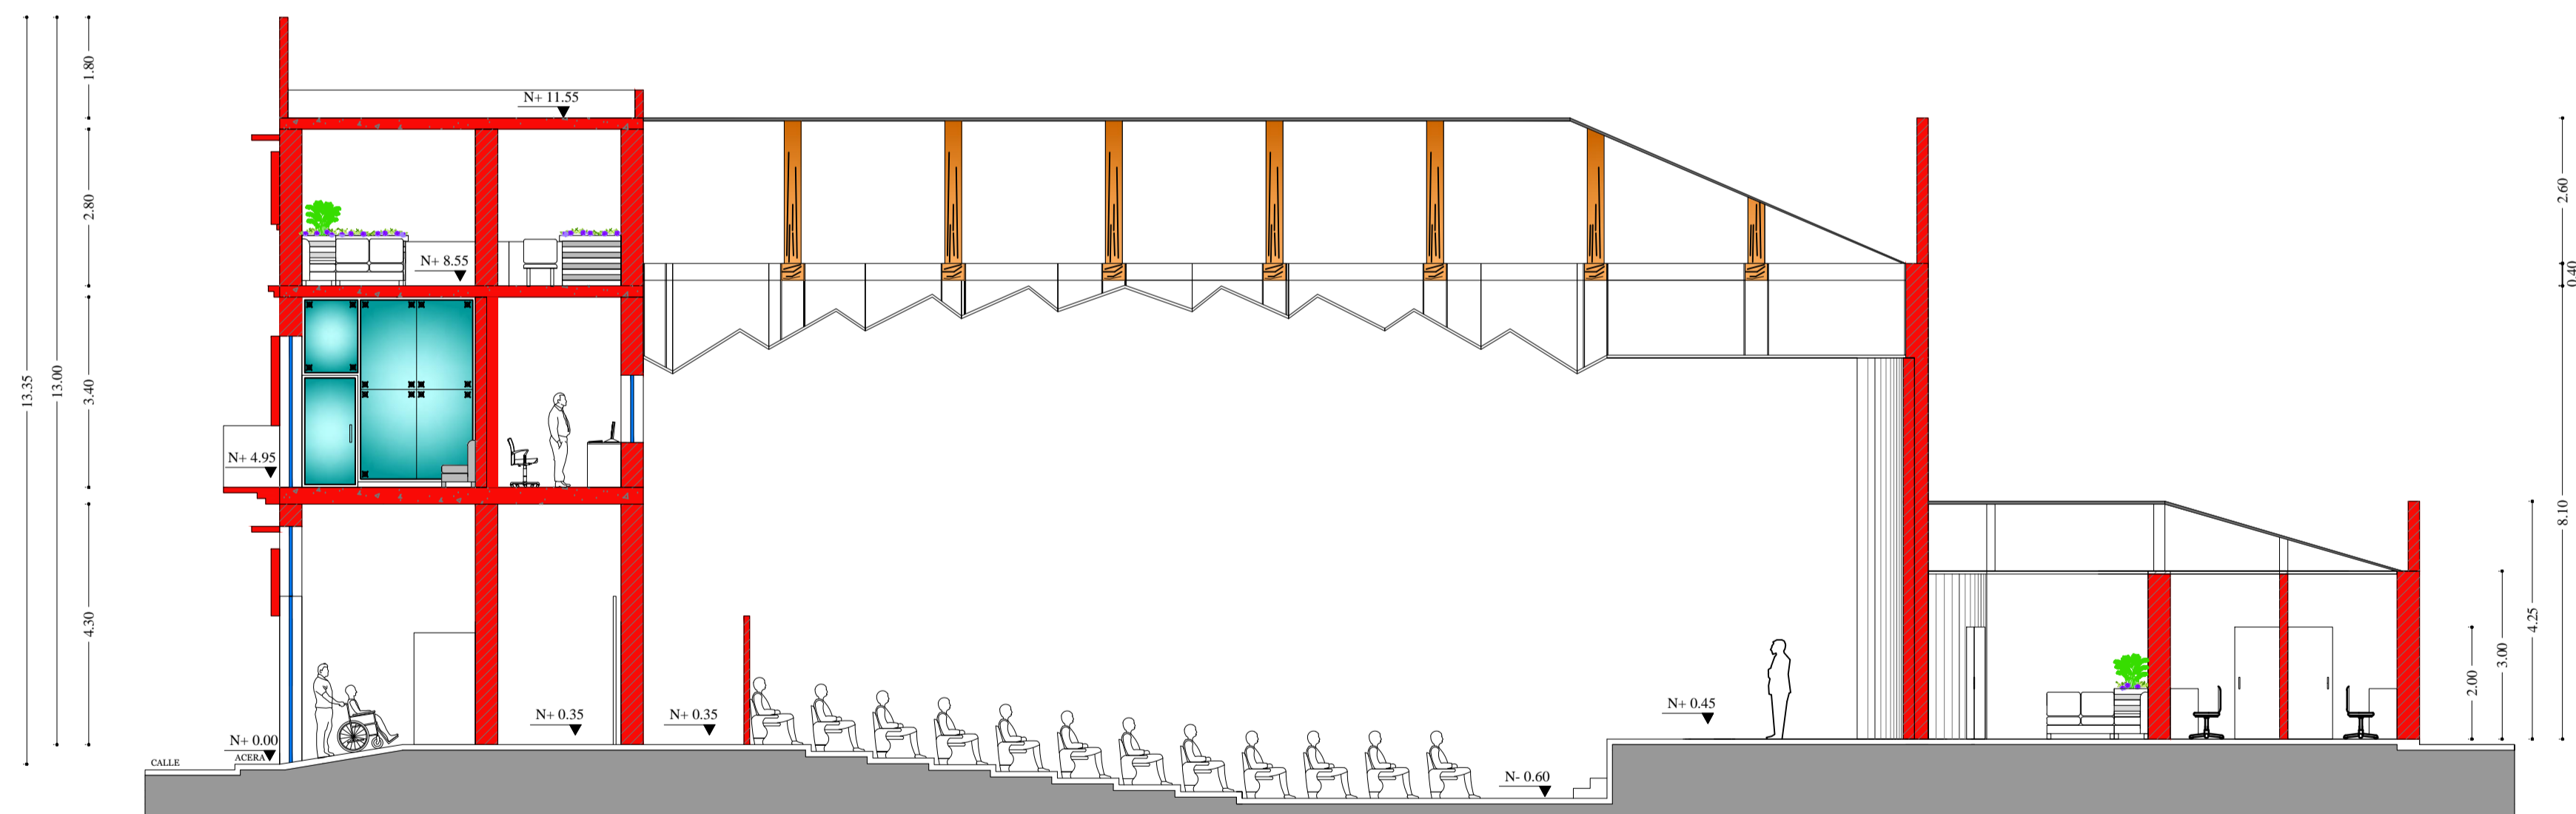 13.35
13.00
1.80
2.80
3.40
4.30
N+ 11.55
N+ 8.55
N+ 4.95
N+ 0.00
CALLE
ACERA
N+ 0.35
N+ 0.35
N- 0.60
N+ 0.45
2.00
3.00
4.25
2.60
0.40
8.10